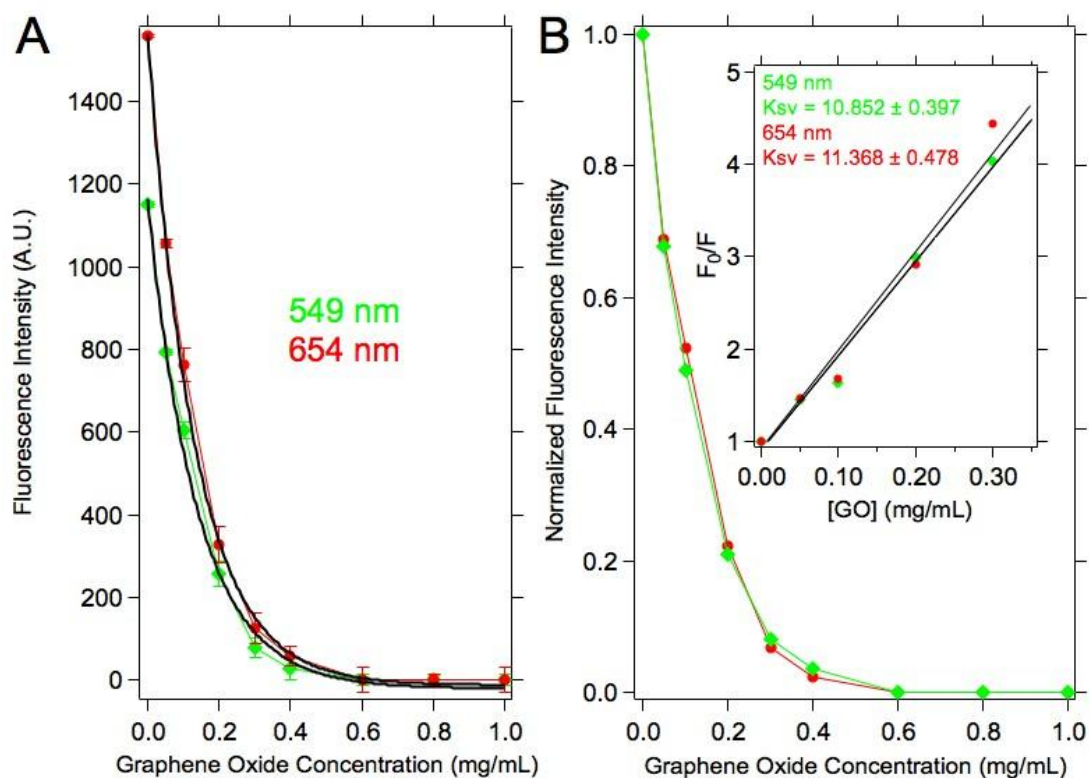 A
1400
1200
1000
800
600
400
200
0
Fluorescence Intensity (A.U.)
549 nm
654 nm
0.0 0.2 0.4 0.6 0.8 1.0
Graphene Oxide Concentration (mg/mL)
B
1.0
0.8
0.6
0.4
0.2
0.0
Normalized Fluorescence Intensity
549 nm
Ksv = 10.852 ± 0.397
654 nm
Ksv = 11.368 ± 0.478
5
4
3
2
1
F₀/F
0.00 0.10 0.20 0.30
[GO] (mg/mL)
0.0 0.2 0.4 0.6 0.8 1.0
Graphene Oxide Concentration (mg/mL)